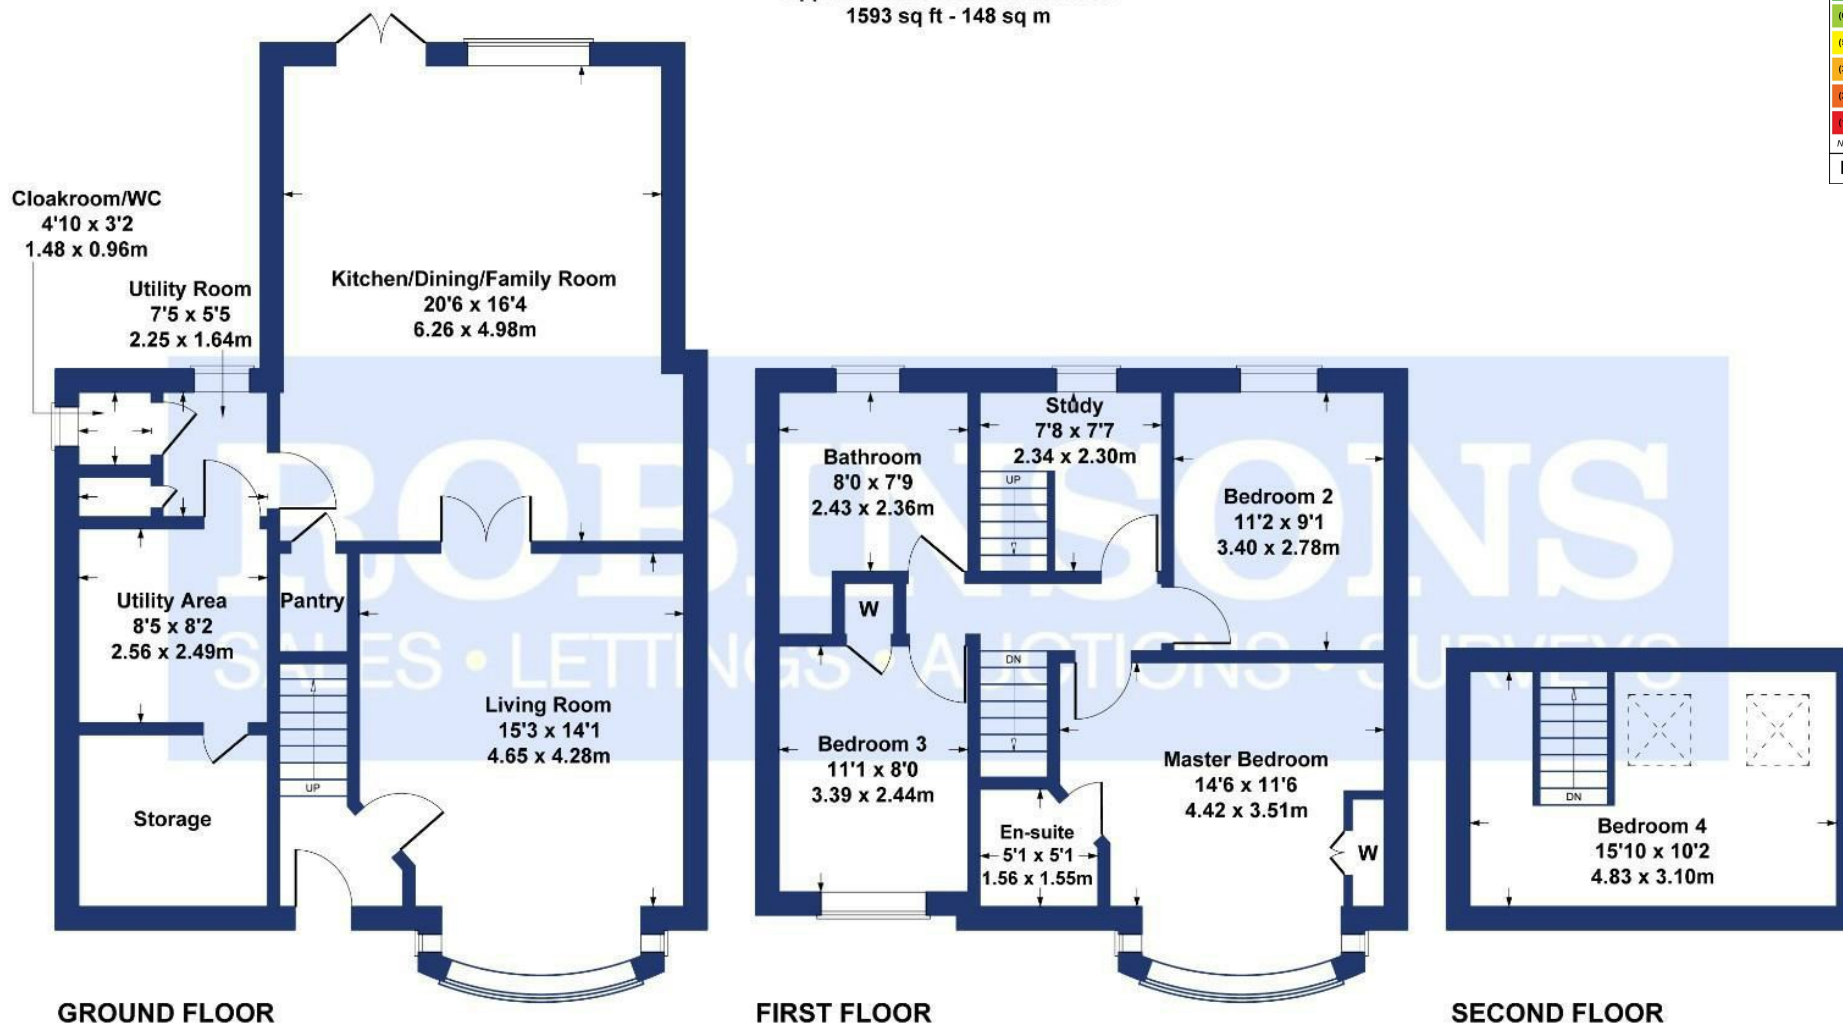 1593 sq ft - 148 sq m
Cloakroom/WC
4'10 x 3'2
1.48 x 0.96m
Utility Room
7'5 x 5'5
2.25 x 1.64m
Kitchen/Dining/Family Room
20'6 x 16'4
6.26 x 4.98m
Utility Area
8'5 x 8'2
2.56 x 2.49m
Pantry
Storage
UP
Living Room
15'3 x 14'1
4.65 x 4.28m
GROUND FLOOR
Bathroom
8'0 x 7'9
2.43 x 2.36m
Study
7'8 x 7'7
2.34 x 2.30m
UP
Bedroom 2
11'2 x 9'1
3.40 x 2.78m
W
DN
Bedroom 3
11'1 x 8'0
3.39 x 2.44m
En-suite
5'1 x 5'1
1.56 x 1.55m
Master Bedroom
14'6 x 11'6
4.42 x 3.51m
W
FIRST FLOOR
DN
Bedroom 4
15'10 x 10'2
4.83 x 3.10m
SECOND FLOOR
ROBINSONS
SALES • LETTINGS • AUCTIONS • SURVEYS